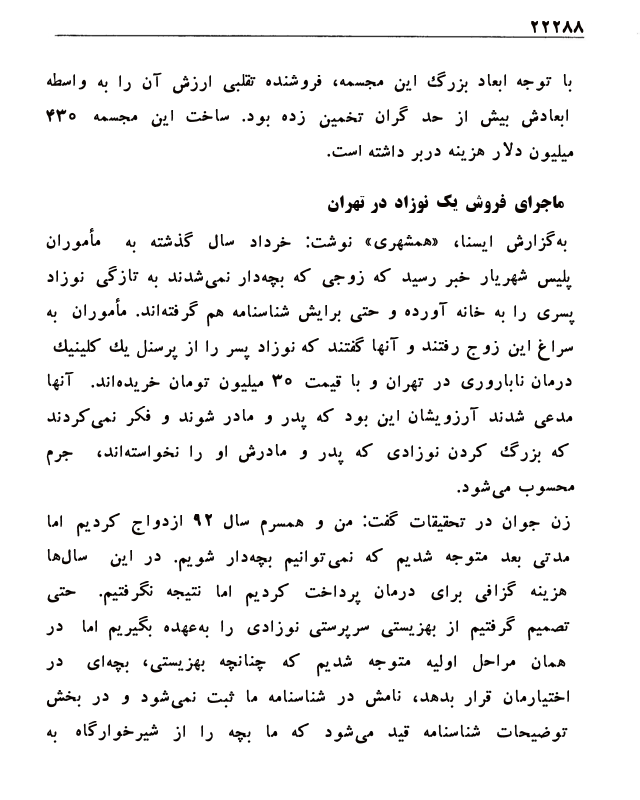 ۲۲۲۸۸
با توجه ابعاد بزرگ این مجسمه، فروشنده تقلبی ارزش آن را به واسطه
ابعادش بیش از حد گران تخمین زده بود. ساخت این مجسمه ۴۳۰
میلیون دلار هزینه دربر داشته است.
ماجرای فروش یک نوزاد در تهران
به‌گزارش ایسنا، «همشهری» نوشت: خرداد سال گذشته به مأموران
پلیس شهریار خبر رسید که زوجی که بچه‌دار نمی‌شدند به تازگی نوزاد
پسری را به خانه آورده و حتی برایش شناسنامه هم گرفته‌اند. مأموران به
سراغ این زوج رفتند و آنها گفتند که نوزاد پسر را از پرسنل یك کلینیك
درمان ناباروری در تهران و با قیمت ۳۰ میلیون تومان خریده‌اند. آنها
مدعی شدند آرزویشان این بود که پدر و مادر شوند و فکر نمی‌کردند
که بزرگ کردن نوزادی که پدر و مادرش او را نخواسته‌اند، جرم
محسوب می‌شود.
زن جوان در تحقیقات گفت: من و همسرم سال ۹۲ ازدواج کردیم اما
مدتی بعد متوجه شدیم که نمی‌توانیم بچه‌دار شویم. در این سال‌ها
هزینه گزافی برای درمان پرداخت کردیم اما نتیجه نگرفتیم. حتی
تصمیم گرفتیم از بهزیستی سرپرستی نوزادی را به‌عهده بگیریم اما در
همان مراحل اولیه متوجه شدیم که چنانچه بهزیستی، بچه‌ای در
اختیارمان قرار بدهد، نامش در شناسنامه ما ثبت نمی‌شود و در بخش
توضیحات شناسنامه قید می‌شود که ما بچه را از شیرخوارگاه به